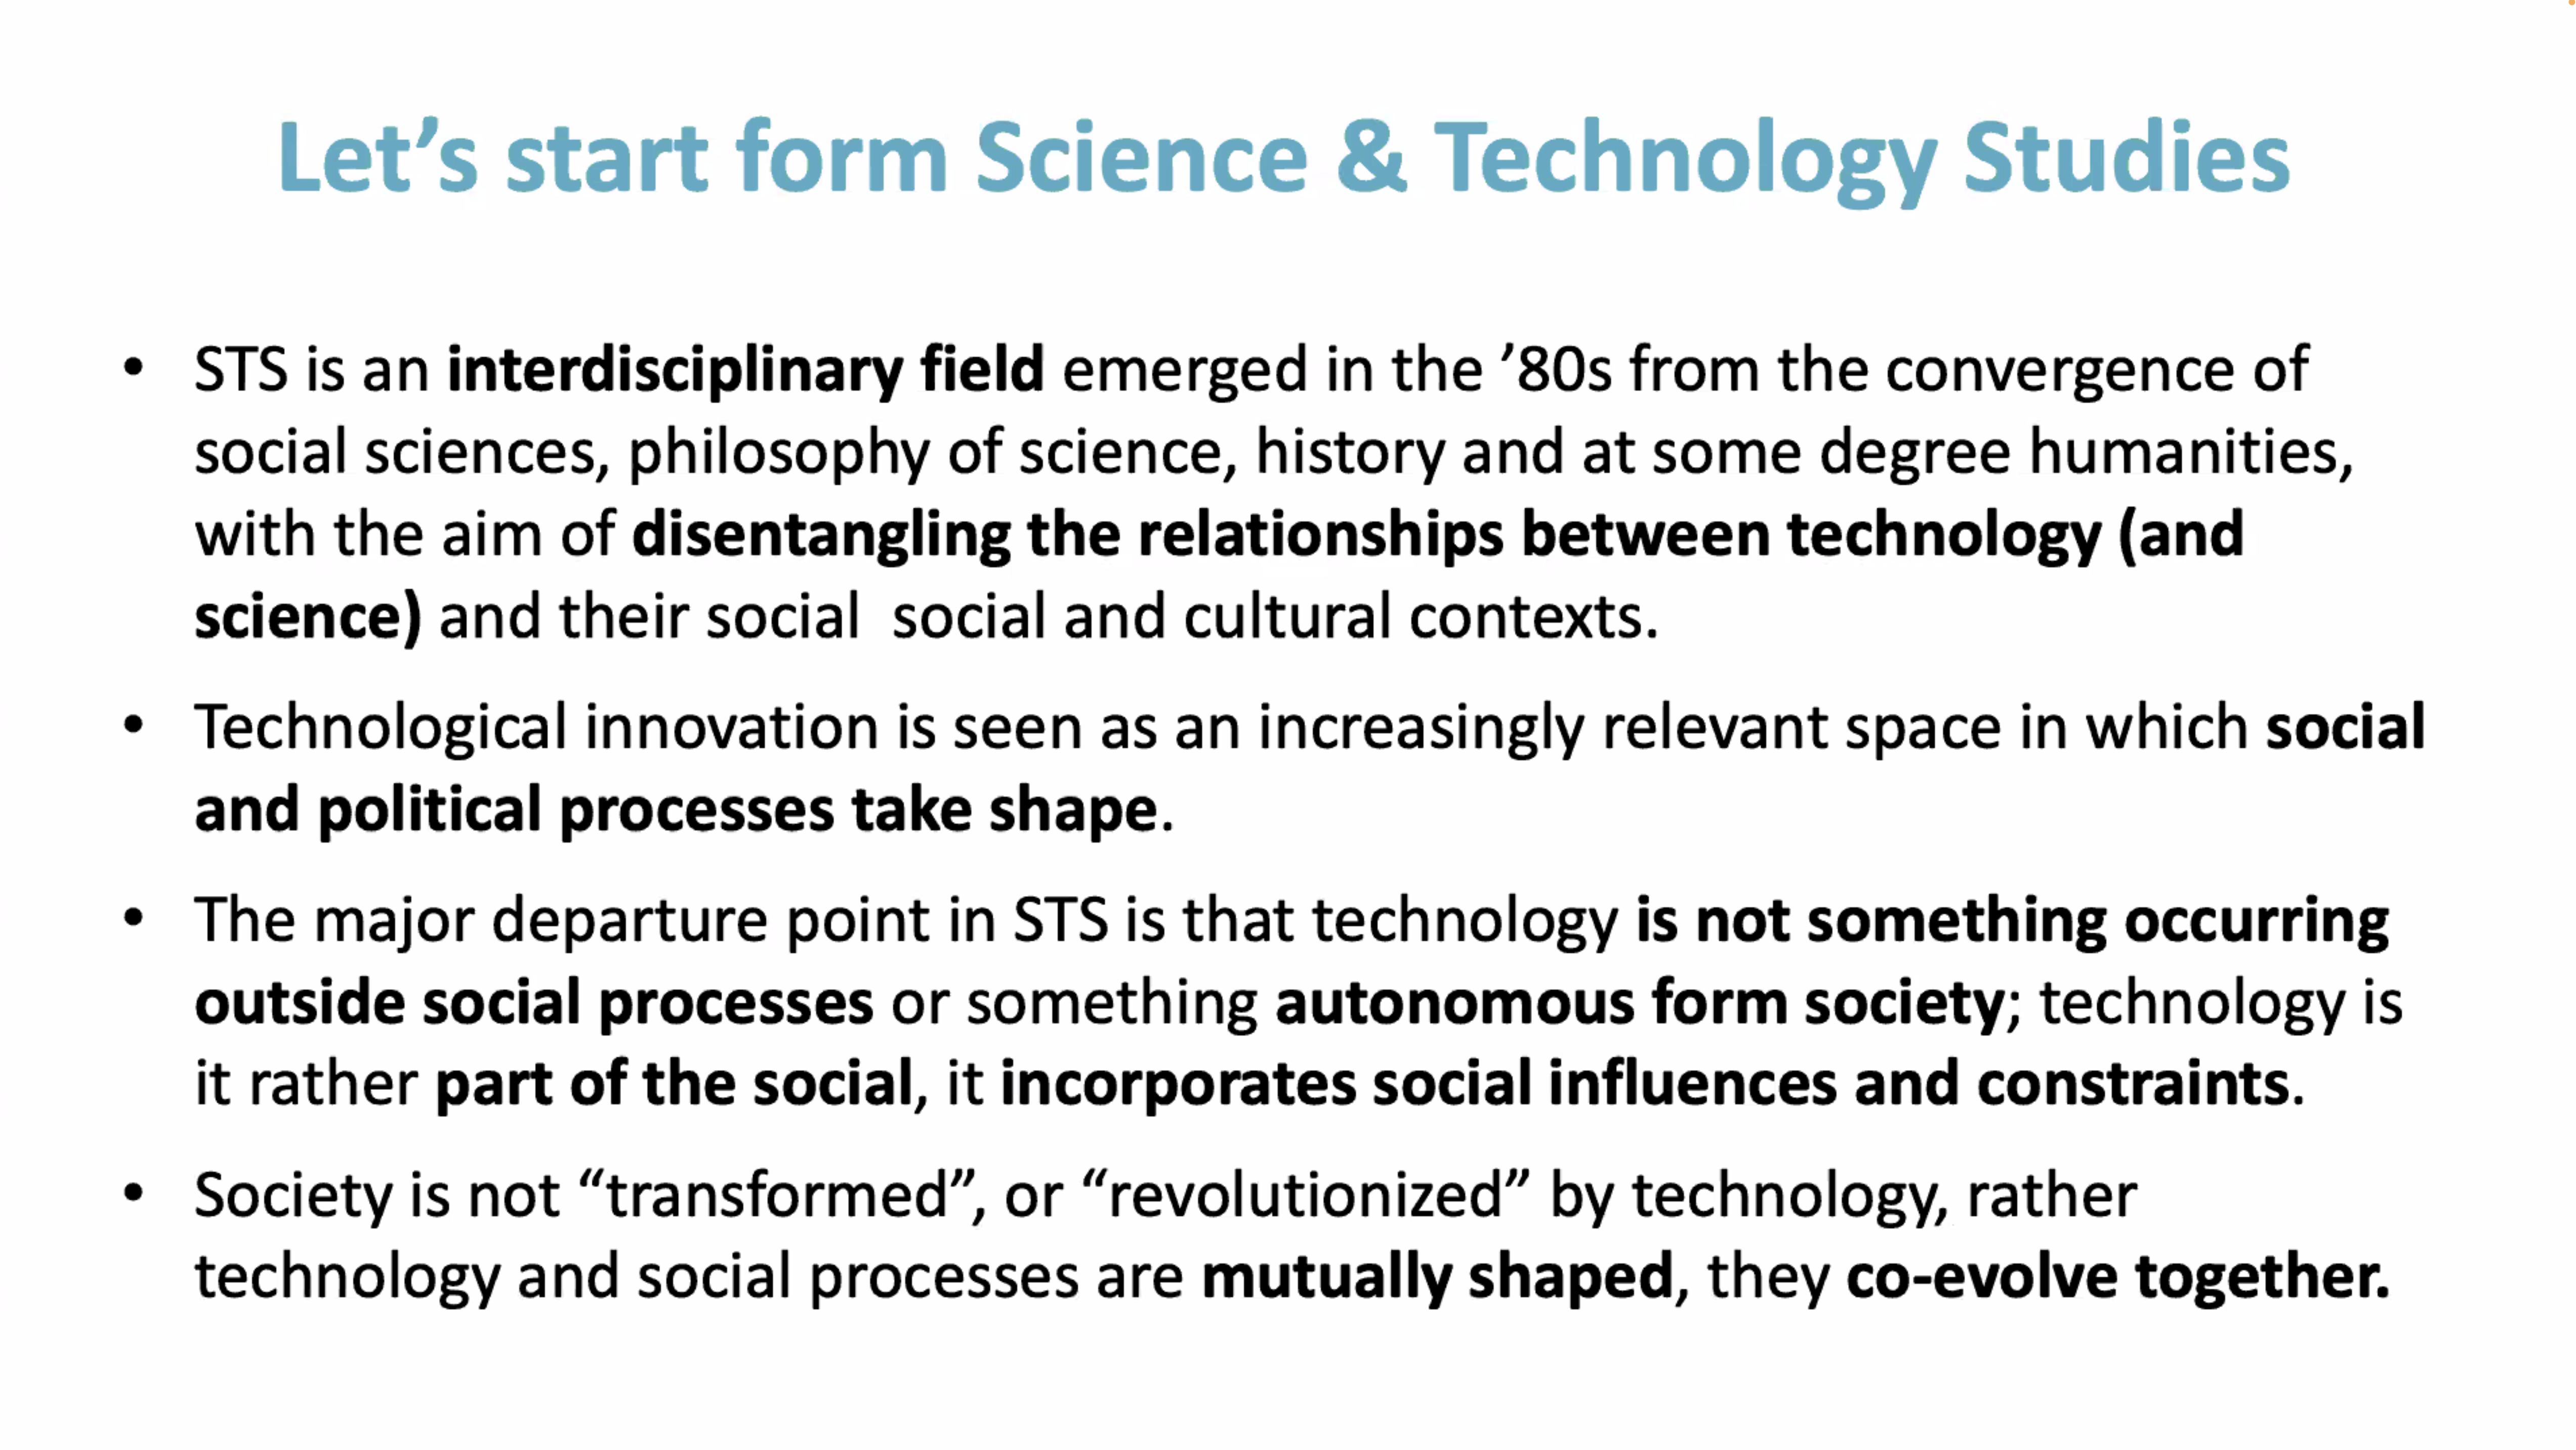 Let’s start form Science & Technology Studies
• STS is an interdisciplinary field emerged in the ’80s from the convergence of
social sciences, philosophy of science, history and at some degree humanities,
with the aim of disentangling the relationships between technology (and
science) and their social  social and cultural contexts.
• Technological innovation is seen as an increasingly relevant space in which social
and political processes take shape.
• The major departure point in STS is that technology is not something occurring
outside social processes or something autonomous form society; technology is
it rather part of the social, it incorporates social influences and constraints.
• Society is not “transformed”, or “revolutionized” by technology, rather
technology and social processes are mutually shaped, they co-evolve together.